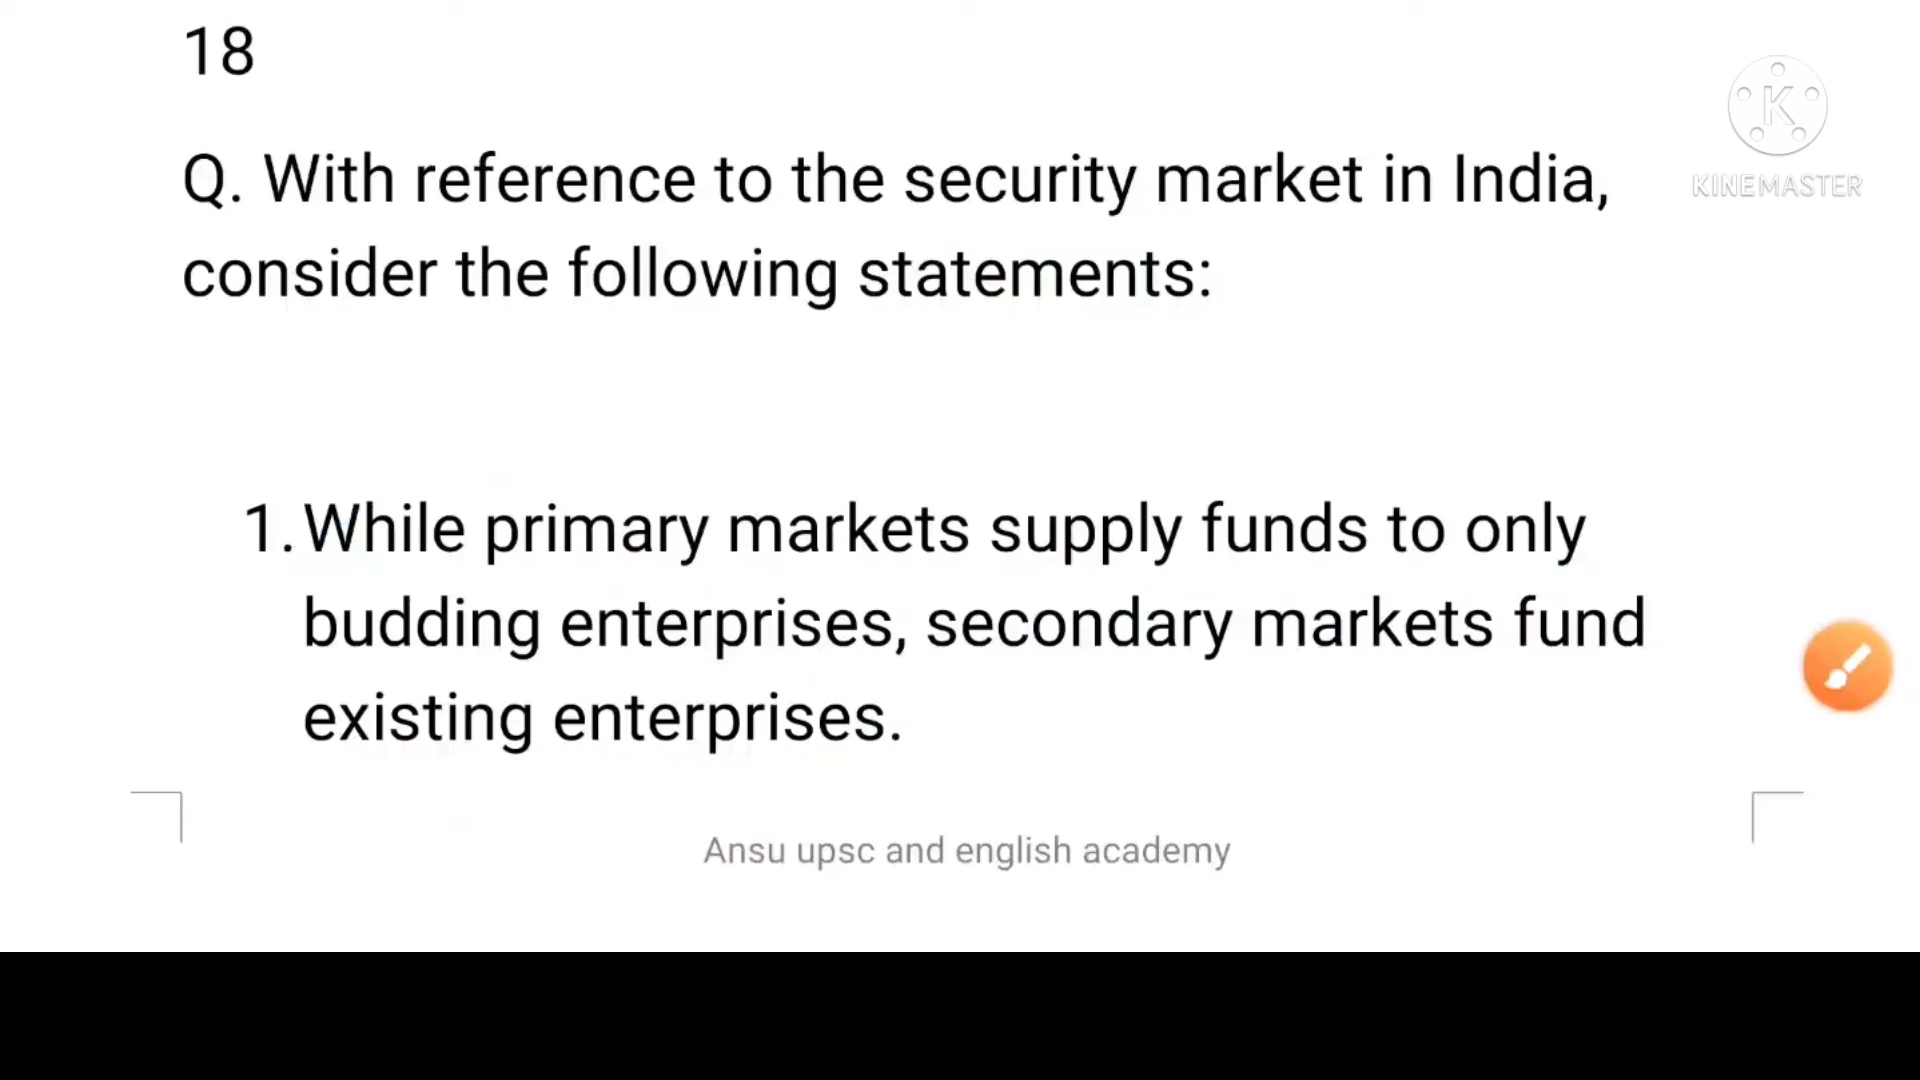 18
Q. With reference to the security market in India,
consider the following statements:
K
KINEMASTER
1. While primary markets supply funds to only
budding enterprises, secondary markets fund
existing enterprises.
Ansu upsc and english academy